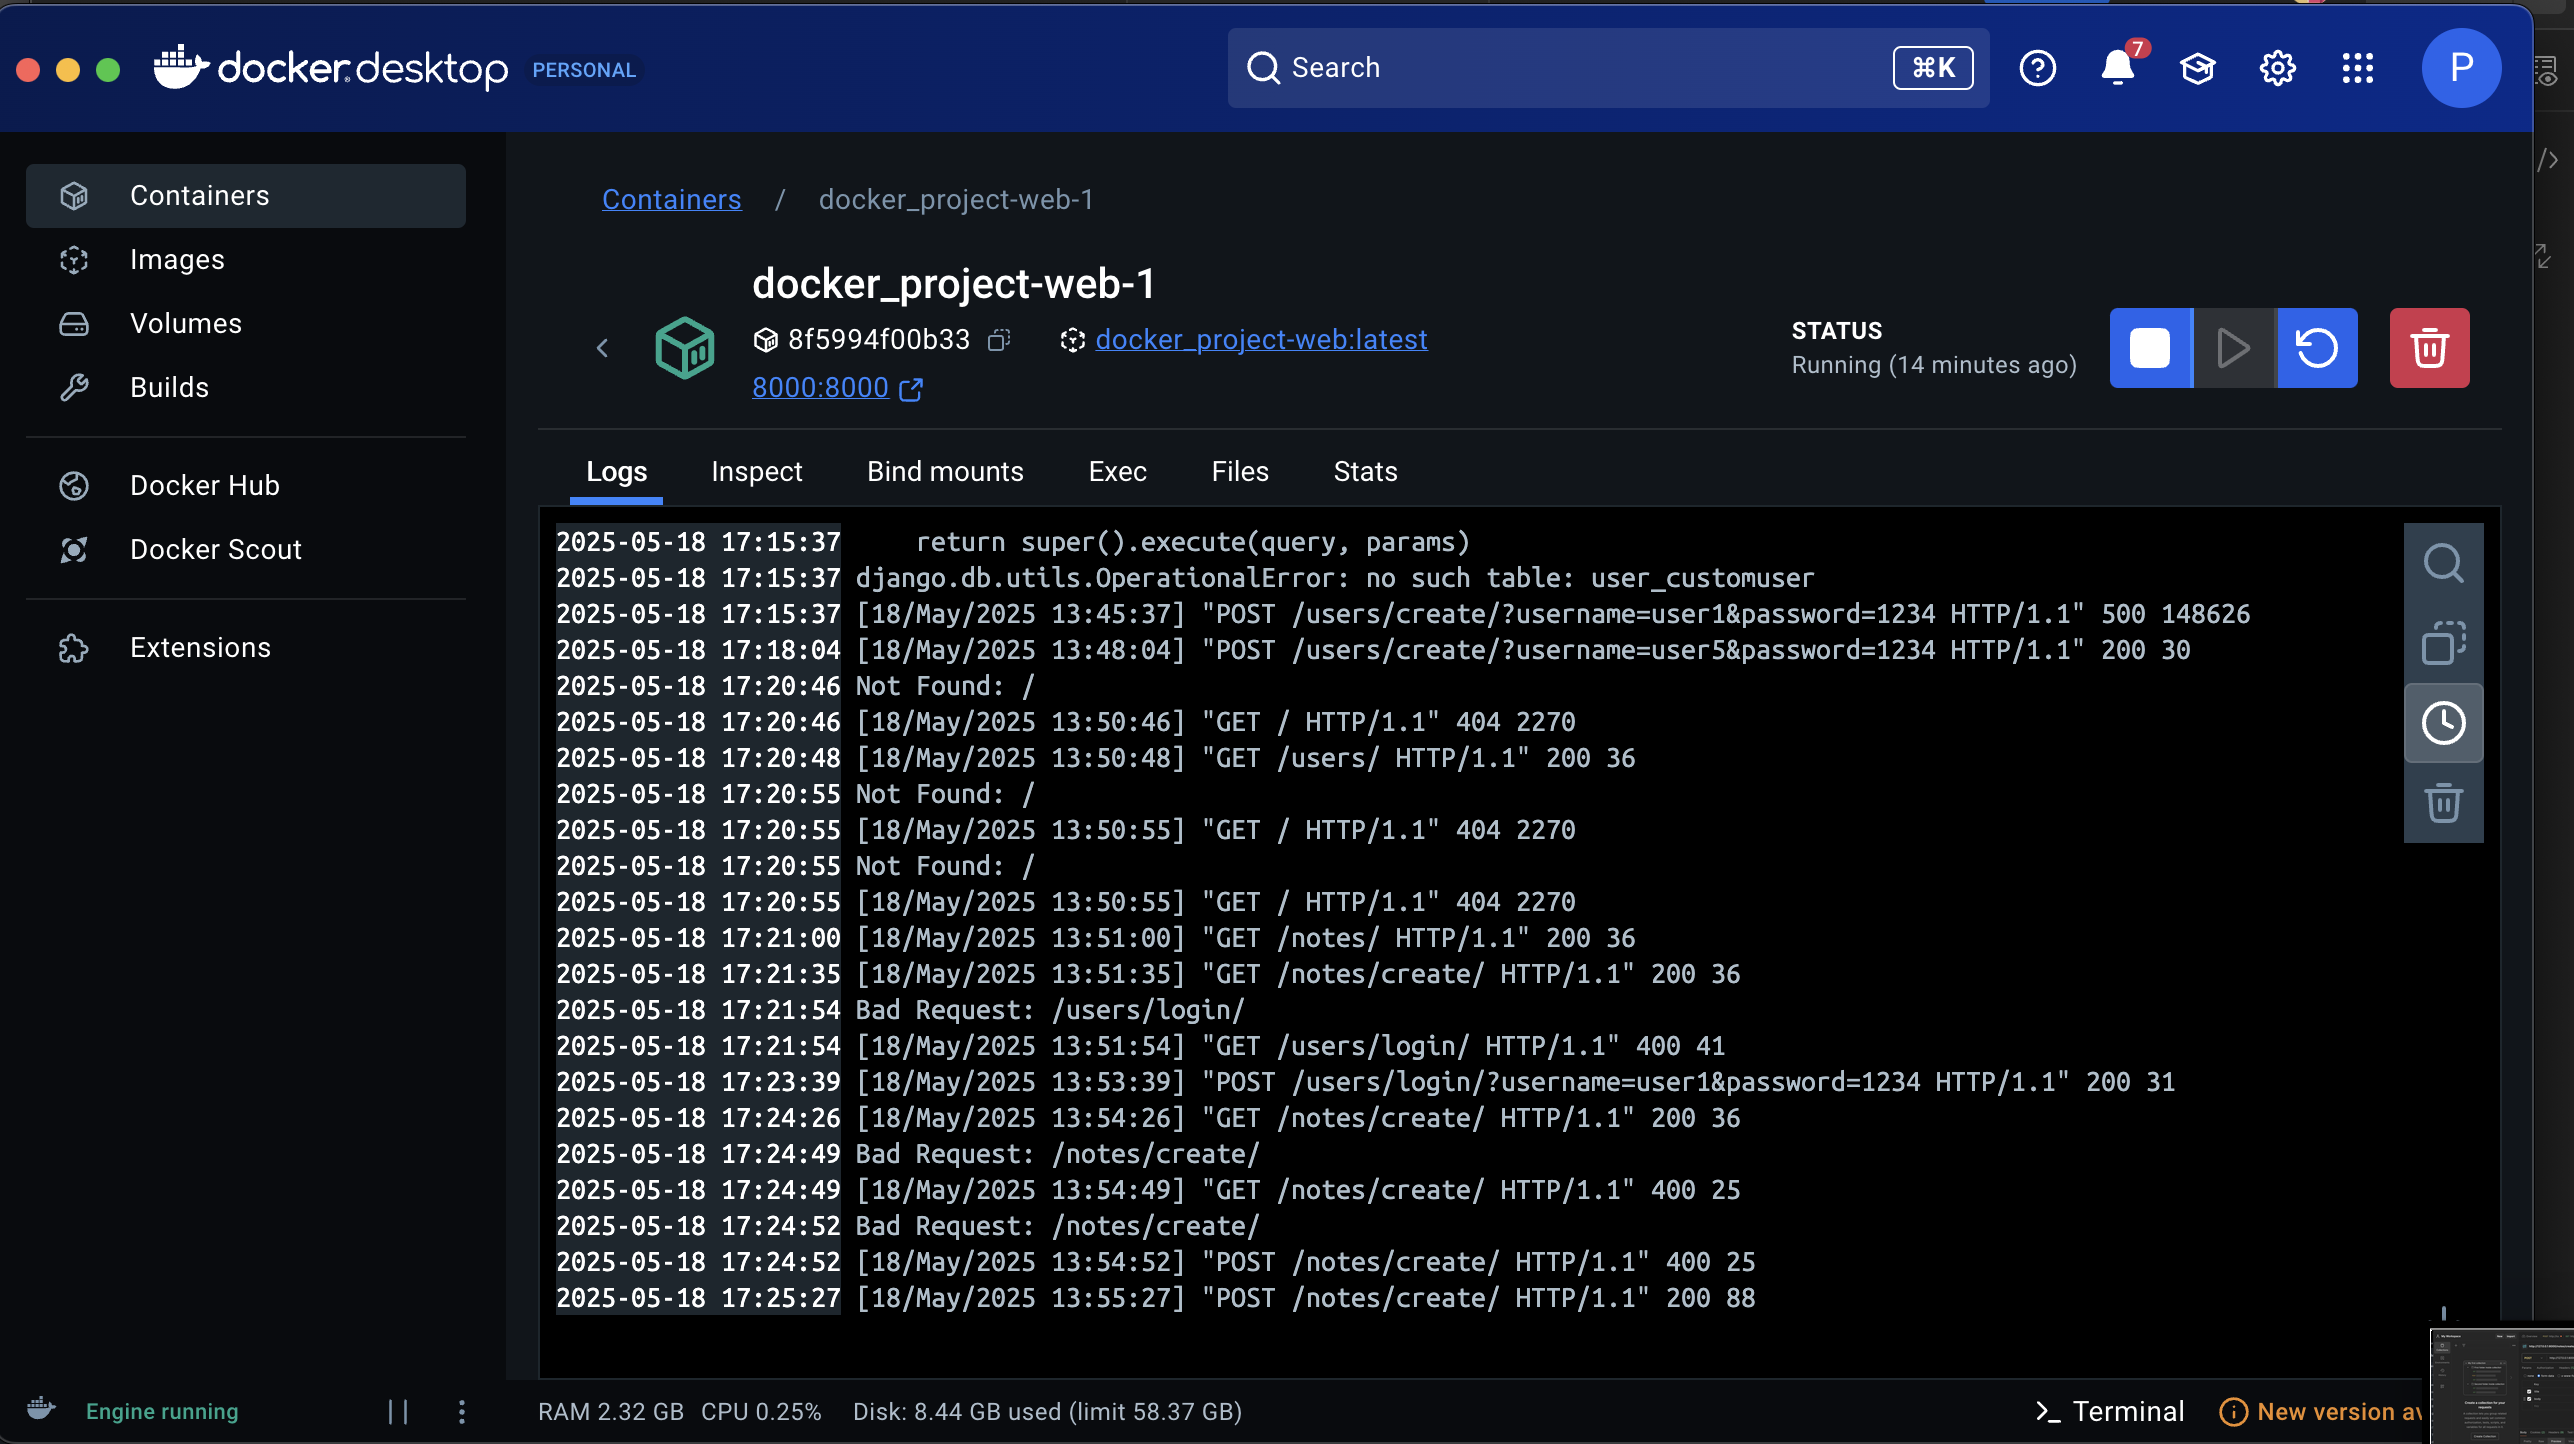 docker desktop PERSONAL
Search
⌘K
7
P
Containers
Images
Volumes
Builds
Docker Hub
Docker Scout
Extensions
Containers / docker_project-web-1
docker_project-web-1
8f5994f00b33 docker_project-web:latest
8000:8000
STATUS
Running (14 minutes ago)
Logs Inspect Bind mounts Exec Files Stats
2025-05-18 17:15:37     return super().execute(query, params)
2025-05-18 17:15:37 django.db.utils.OperationalError: no such table: user_customuser
2025-05-18 17:15:37 [18/May/2025 13:45:37] "POST /users/create/?username=user1&password=1234 HTTP/1.1" 500 148626
2025-05-18 17:18:04 [18/May/2025 13:48:04] "POST /users/create/?username=user5&password=1234 HTTP/1.1" 200 30
2025-05-18 17:20:46 Not Found: /
2025-05-18 17:20:46 [18/May/2025 13:50:46] "GET / HTTP/1.1" 404 2270
2025-05-18 17:20:48 [18/May/2025 13:50:48] "GET /users/ HTTP/1.1" 200 36
2025-05-18 17:20:55 Not Found: /
2025-05-18 17:20:55 [18/May/2025 13:50:55] "GET / HTTP/1.1" 404 2270
2025-05-18 17:20:55 Not Found: /
2025-05-18 17:20:55 [18/May/2025 13:50:55] "GET / HTTP/1.1" 404 2270
2025-05-18 17:21:00 [18/May/2025 13:51:00] "GET /notes/ HTTP/1.1" 200 36
2025-05-18 17:21:35 [18/May/2025 13:51:35] "GET /notes/create/ HTTP/1.1" 200 36
2025-05-18 17:21:54 Bad Request: /users/login/
2025-05-18 17:21:54 [18/May/2025 13:51:54] "GET /users/login/ HTTP/1.1" 400 41
2025-05-18 17:23:39 [18/May/2025 13:53:39] "POST /users/login/?username=user1&password=1234 HTTP/1.1" 200 31
2025-05-18 17:24:26 [18/May/2025 13:54:26] "GET /notes/create/ HTTP/1.1" 200 36
2025-05-18 17:24:49 Bad Request: /notes/create/
2025-05-18 17:24:49 [18/May/2025 13:54:49] "GET /notes/create/ HTTP/1.1" 400 25
2025-05-18 17:24:52 Bad Request: /notes/create/
2025-05-18 17:24:52 [18/May/2025 13:54:52] "POST /notes/create/ HTTP/1.1" 400 25
2025-05-18 17:25:27 [18/May/2025 13:55:27] "POST /notes/create/ HTTP/1.1" 200 88
Engine running
RAM 2.32 GB CPU 0.25% Disk: 8.44 GB used (limit 58.37 GB)
Terminal
New version av